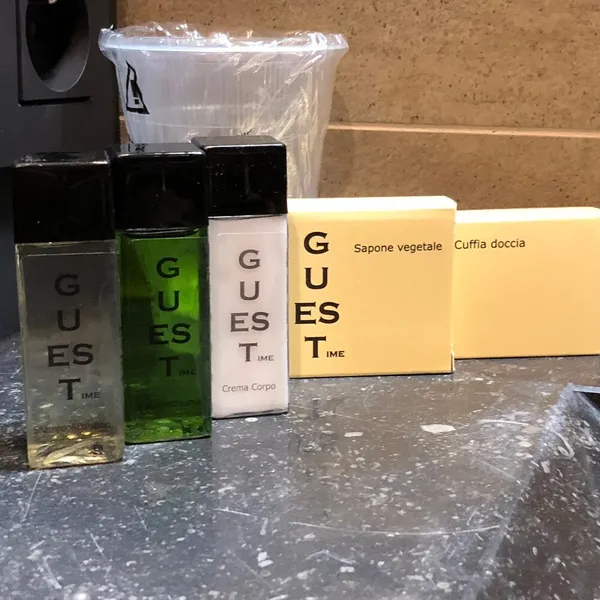 G
U
ES
T IME
G
U
ES
T IME
G
U
ES
T IME
Crema Corpo
G
U
ES
T IME
Sapone vegetale
Cuffia doccia